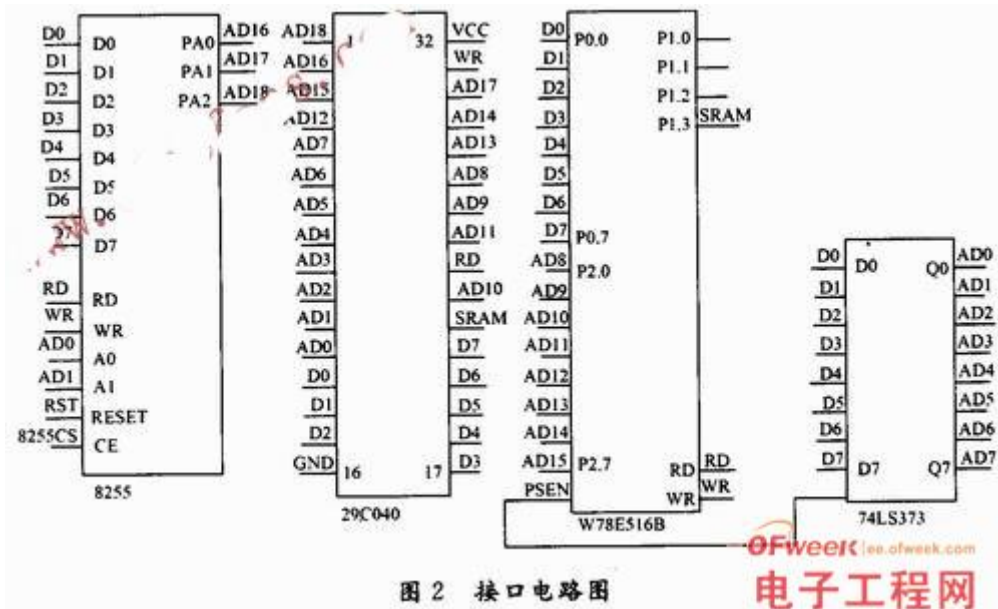 D0
D1
D2
D3
D4
D5
D6
D7
RD
WR
AD0
AD1
RST
8255CS
D0
D1
D2
D3
D4
D5
D6
D7
RD
WR
A0
A1
RESET
CE
PA0
PA1
PA2
AD16
AD17
AD18
8255
AD18
AD16
AD15
AD12
AD7
AD6
AD5
AD4
AD3
AD2
AD1
AD0
D0
D1
D2
GND
1
32
16
17
VCC
WR
AD17
AD14
AD13
AD8
AD9
AD11
RD
AD10
SRAM
D7
D6
D5
D4
D3
29C040
D0
D1
D2
D3
D4
D5
D6
D7
AD8
AD9
AD10
AD11
AD12
AD13
AD14
AD15
PSEN
P0.0
P0.7
P2.0
P2.7
P1.0
P1.1
P1.2
P1.3
SRAM
RD
RD
WR
WR
W78E516B
D0
D1
D2
D3
D4
D5
D6
D7
D0
D7
Q0
Q7
AD0
AD1
AD2
AD3
AD4
AD5
AD6
AD7
74LS373
OFweek
ee.ofweek.com
电子工程网
图 2 接口电路图